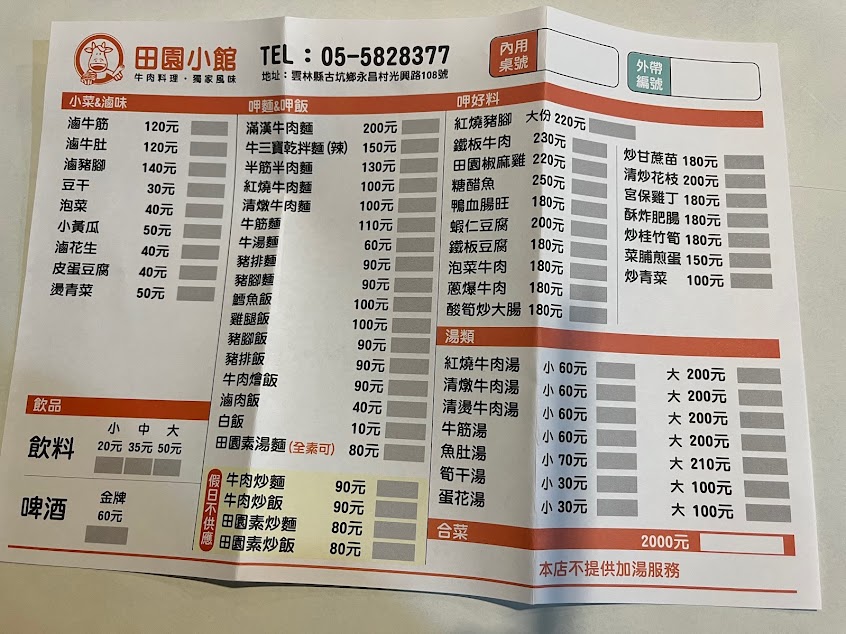 田園小館
牛肉料理・獨家風味
TEL：05-5828377
地址：雲林縣古坑鄉永昌村光興路108號
內用桌號
外帶編號
小菜&滷味
滷牛筋 120元
滷牛肚 120元
滷豬腳 140元
豆干 30元
泡菜 40元
小黃瓜 50元
滷花生 40元
皮蛋豆腐 40元
燙青菜 50元
飲品
小 中 大
飲料 20元 35元 50元
金牌
啤酒 60元
呷麵&呷飯
滿漢牛肉麵 200元
牛三寶乾拌麵(辣) 150元
半筋半肉麵 130元
紅燒牛肉麵 100元
清燉牛肉麵 100元
牛筋麵 110元
牛湯麵 60元
豬排麵 90元
豬腳麵 90元
鱈魚飯 100元
雞腿飯 100元
豬腳飯 90元
豬排飯 90元
牛肉燴飯 90元
滷肉飯 40元
白飯 10元
田園素湯麵(全素可) 80元
假日不供應
牛肉炒麵 90元
牛肉炒飯 90元
田園素炒麵 80元
田園素炒飯 80元
呷好料
紅燒豬腳 大份 220元
鐵板牛肉 230元
田園椒麻雞 220元
糖醋魚 250元
鴨血腸旺 180元
蝦仁豆腐 200元
鐵板豆腐 180元
泡菜牛肉 180元
蔥爆牛肉 180元
酸筍炒大腸 180元
炒甘蔗苗 180元
清炒花枝 200元
宮保雞丁 180元
酥炸肥腸 180元
炒桂竹筍 180元
菜脯煎蛋 150元
炒青菜 100元
湯類
紅燒牛肉湯 小 60元 大 200元
清燉牛肉湯 小 60元 大 200元
清燙牛肉湯 小 60元 大 200元
牛筋湯 小 60元 大 200元
魚肚湯 小 70元 大 210元
筍干湯 小 30元 大 100元
蛋花湯 小 30元 大 100元
合菜 2000元
本店不提供加湯服務